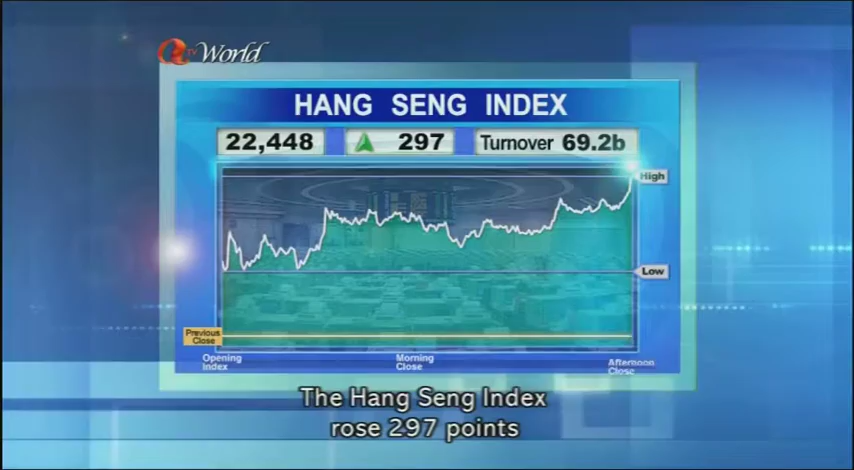 ATV World
HANG SENG INDEX
22,448 297 Turnover 69.2b
High
Low
Previous
Close
Opening
Index
Morning
Close
Afternoon
Close
The Hang Seng Index
rose 297 points